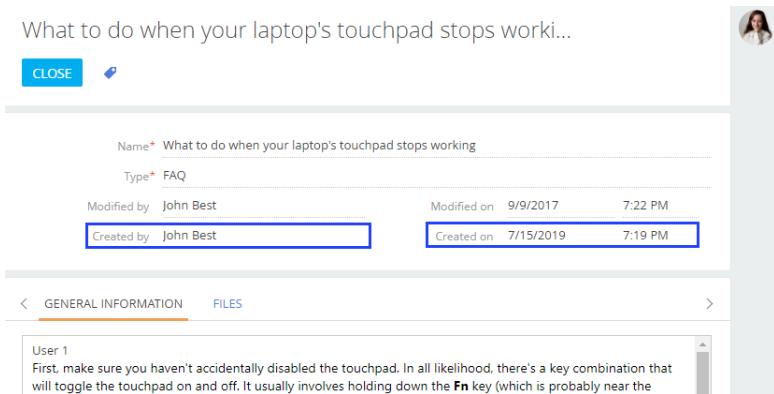 What to do when your laptop's touchpad stops worki...
CLOSE
Name* What to do when your laptop's touchpad stops working
Type* FAQ
Modified by John Best Modified on 9/9/2017 7:22 PM
Created by John Best Created on 7/15/2019 7:19 PM
GENERAL INFORMATION FILES
User 1
First, make sure you haven't accidentally disabled the touchpad. In all likelihood, there's a key combination that
will toggle the touchpad on and off. It usually involves holding down the Fn key (which is probably near the